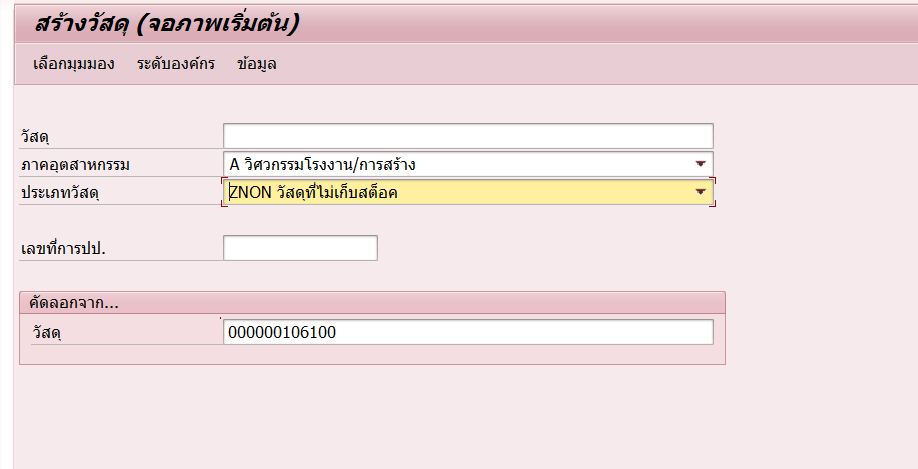 สร้างวัสดุ (จอภาพเริ่มต้น)
เลือกมุมมอง ระดับองค์กร ข้อมูล
วัสดุ
ภาคอุตสาหกรรม A วิศวกรรมโรงงาน/การสร้าง
ประเภทวัสดุ ZNON วัสดุที่ไม่เก็บสต็อค
เลขที่การปป.
คัดลอกจาก...
วัสดุ 000000106100